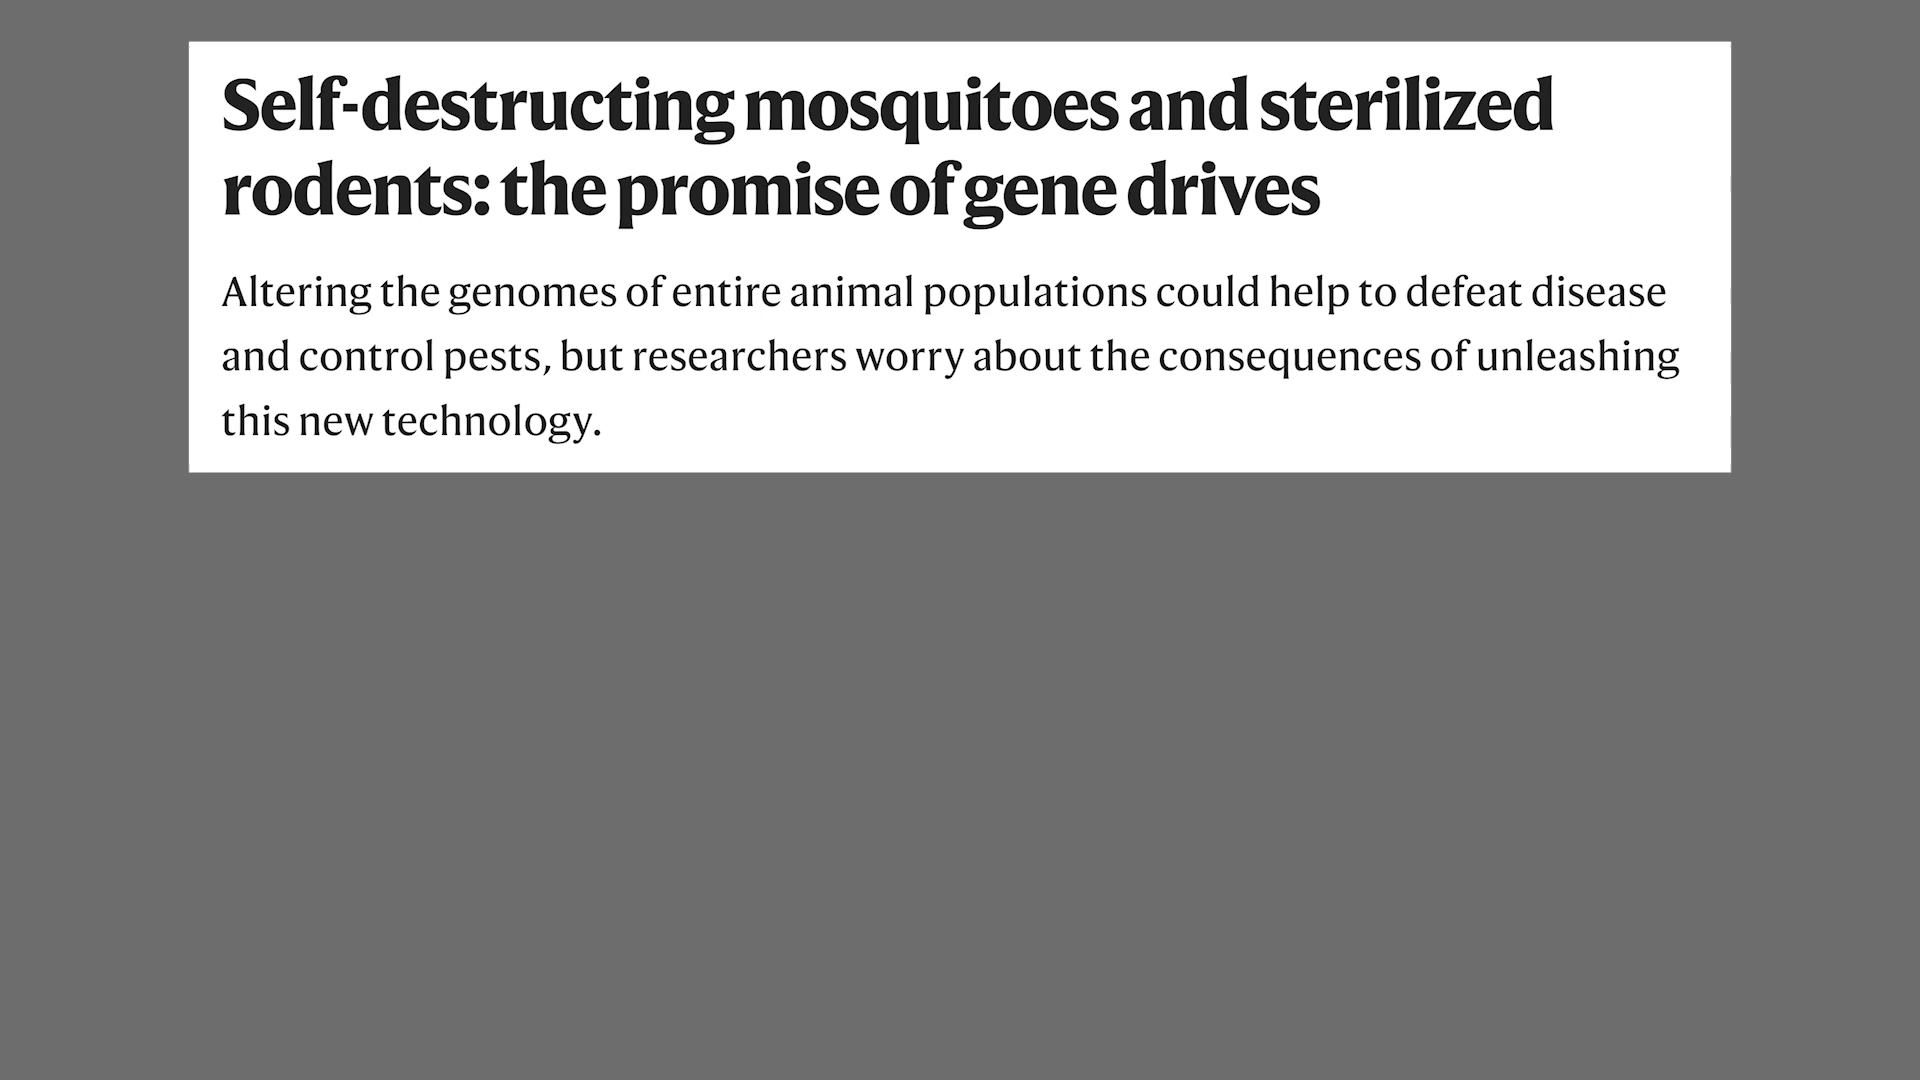 Self-destructing mosquitoes and sterilized
rodents: the promise of gene drives
Altering the genomes of entire animal populations could help to defeat disease
and control pests, but researchers worry about the consequences of unleashing
this new technology.